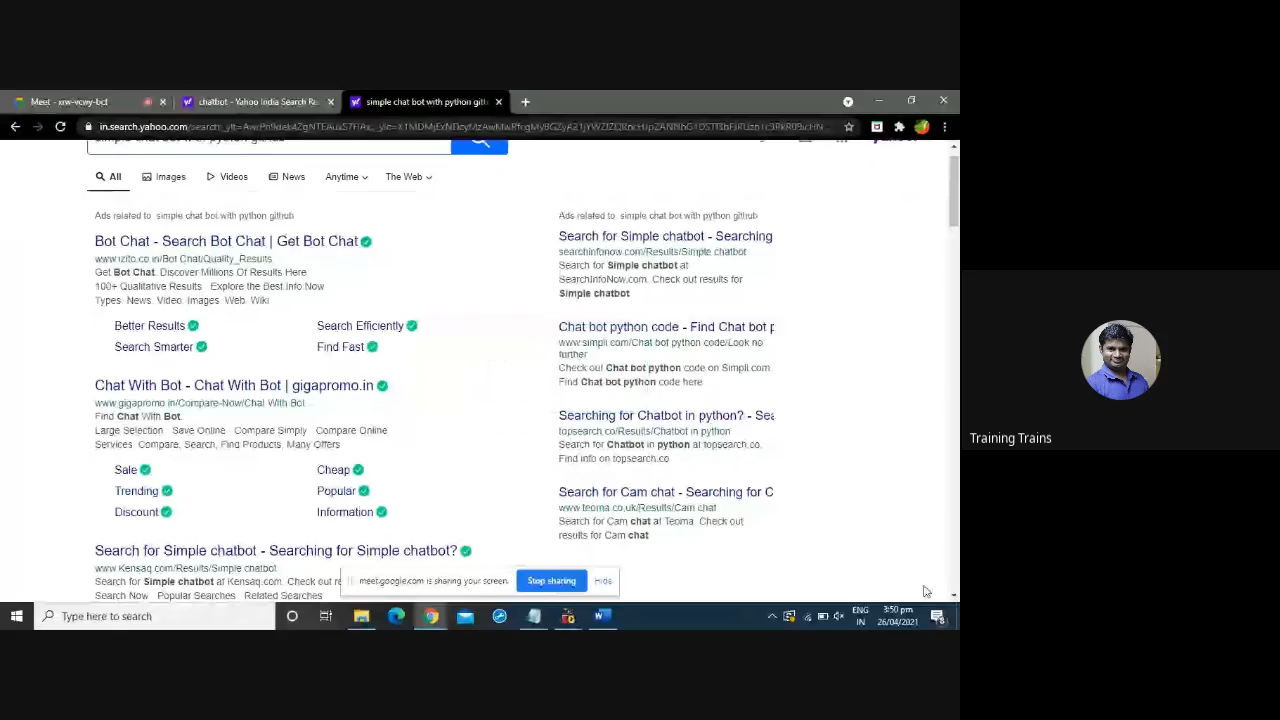 Meet - xrw-vcwy-bct
chatbot - Yahoo India Search Re
simple chat bot with python gith
in.search.yahoo.com/search
All
Images
Videos
News
Anytime
The Web
Ads related to simple chat bot with python github
Bot Chat - Search Bot Chat | Get Bot Chat
www.izito.co.in/Bot Chat/Quality_Results
Get Bot Chat. Discover Millions Of Results Here
100+ Qualitative Results Explore the Best Info Now
Types: News, Video, Images, Web, Wiki
Better Results
Search Efficiently
Search Smarter
Find Fast
Chat With Bot - Chat With Bot | gigapromo.in
www.gigapromo.in/Compare-Now/Chat With Bot
Find Chat With Bot.
Large Selection Save Online Compare Simply Compare Online
Services: Compare, Search, Find Products, Many Offers
Sale
Cheap
Trending
Popular
Discount
Information
Search for Simple chatbot - Searching for Simple chatbot?
www.Kensaq.com/Results/Simple chatbot
Search for Simple chatbot at Kensaq.com. Check out re
Search Now Popular Searches Related Searches
Ads related to simple chat bot with python github
Search for Simple chatbot - Searching
searchinfonow.com/Results/Simple chatbot
Search for Simple chatbot at
SearchInfoNow.com. Check out results for
Simple chatbot
Chat bot python code - Find Chat bot p
www.simpli.com/Chat bot python code/Look no
further
Check out Chat bot python code on Simpli.com.
Find Chat bot python code here
Searching for Chatbot in python? - Sea
topsearch.co/Results/Chatbot in python
Search for Chatbot in python at topsearch.co.
Find info on topsearch.co
Search for Cam chat - Searching for C
www.teoma.co.uk/Results/Cam chat
Search for Cam chat at Teoma. Check out
results for Cam chat
meet.google.com is sharing your screen.
Stop sharing
Hide
Type here to search
ENG
IN
3:50 pm
26/04/2021
Training Trains